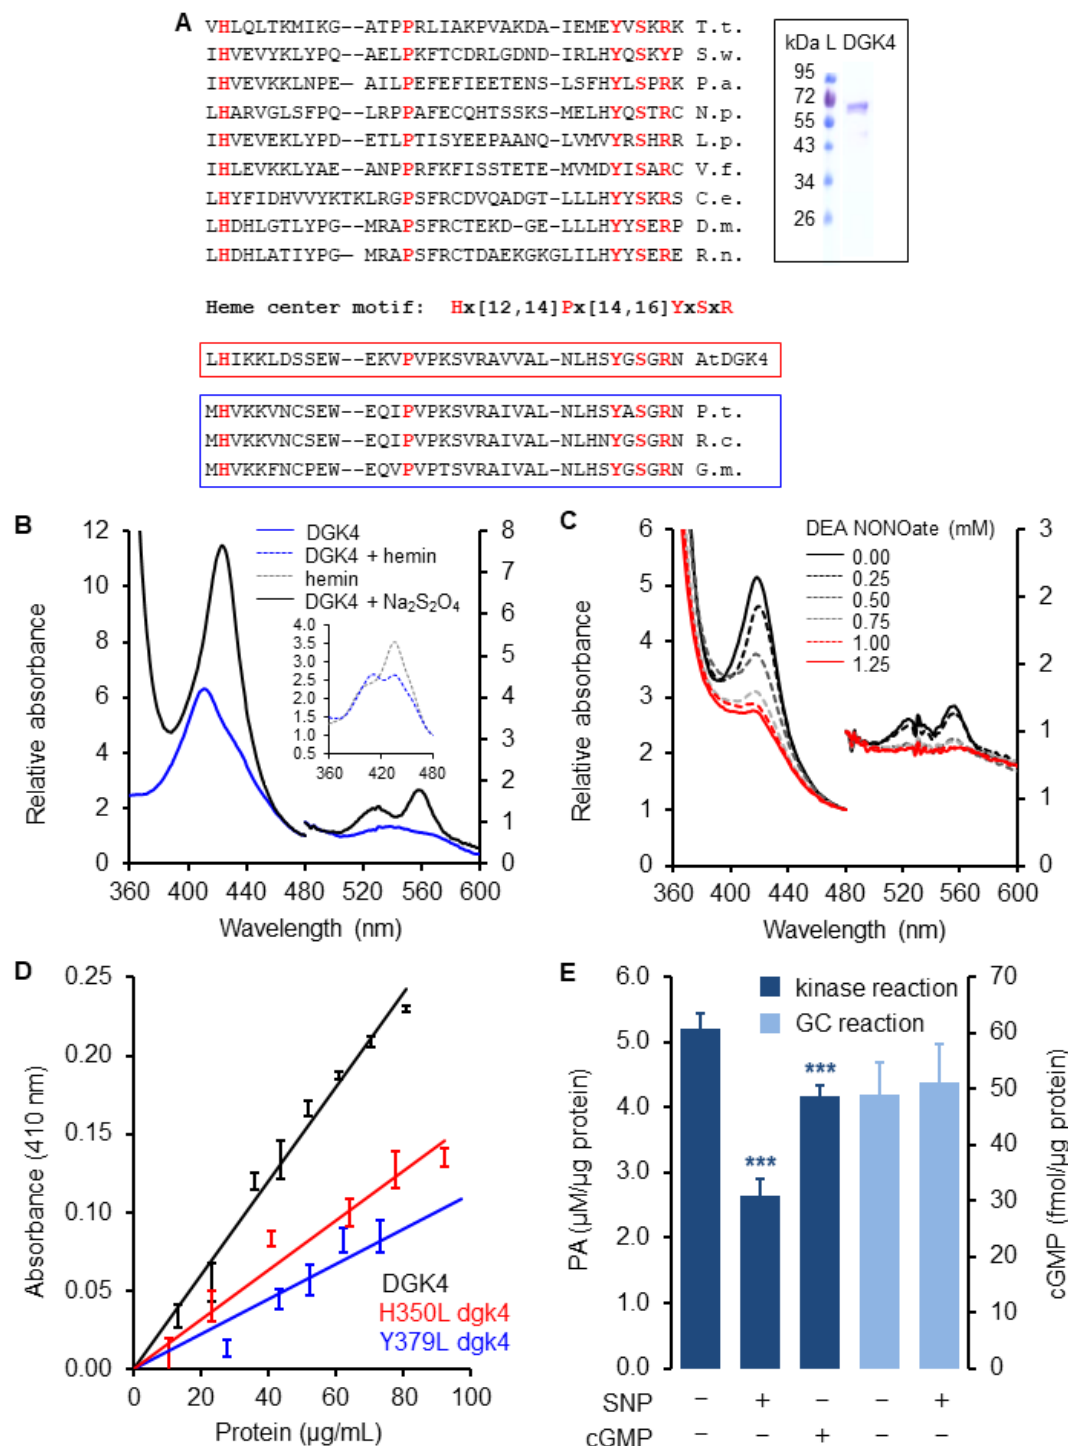 A
VHLQLTKMIKG--ATPPRLIAKPVAKDA-IEMEYVSKRK T.t.
IHVEVYKLYPQ--AELPKFTCDRLGDND-IRLHYQSKYP S.w.
IHVEVKKLNPE--AILPEFEFIEETENS-LSFHYLSPRK P.a.
LHARVGLSFPQ--LRPPAFECQHTSSKS-MELHYQSTRC N.p.
IHVEVEKLYPD--ETLPTISYEEPAANQ-LVMVYRSHRR L.p.
IHLEVKKLYAE--EANPRFKFISSTETE-MVMDYISARC V.f.
LHYFIDHVVYKTKLRGPSFRCDVQADGT-LLLHYYSKRS C.e.
LHDHLGTLYPG--MRAPSFRCTEKD-GE-LLLHYYSERP D.m.
LHDHLATIYPG--MRAPSFRCTDAEKGKGLILHYYSERE R.n.
kDa L DGK4
95
72
55
43
34
26
Heme center motif: Hx[12,14]Px[14,16]YxSxR
LHIKKLDSSEW--EKVPVPKSVRAVVAL-NLHSYGSGRN AtDGK4
MHVKKVNCSEW--EQIPVPKSVRAIVAL-NLHSYASGRN P.t.
MHVKKVNCSEW--EQIPVPKSVRAIVAL-NLHNYGSGRN R.c.
MHVKKFNCPEW--EQVPVPTSVRAIVAL-NLHSYGSGRN G.m.
B
Relative absorbance
12
10
8
6
4
2
0
8
7
6
5
4
3
2
1
0
DGK4
DGK4 + hemin
hemin
DGK4 + Na₂S₂O₄
4.0
3.5
3.0
2.5
2.0
1.5
1.0
0.5
360 420 480
360 400 440 480 520 560 600
Wavelength (nm)
C
Relative absorbance
6
5
4
3
2
1
0
3
2
2
1
1
0
DEA NONOate (mM)
0.00
0.25
0.50
0.75
1.00
1.25
360 400 440 480 520 560 600
Wavelength (nm)
D
Absorbance (410 nm)
0.25
0.20
0.15
0.10
0.05
0.00
DGK4
H350L dgk4
Y379L dgk4
0 20 40 60 80 100
Protein (µg/mL)
E
PA (µM/µg protein)
6.0
5.0
4.0
3.0
2.0
1.0
0.0
kinase reaction
GC reaction
***
***
70
60
50
40
30
20
10
0
cGMP (fmol/µg protein)
SNP − + − − +
cGMP − − + − −